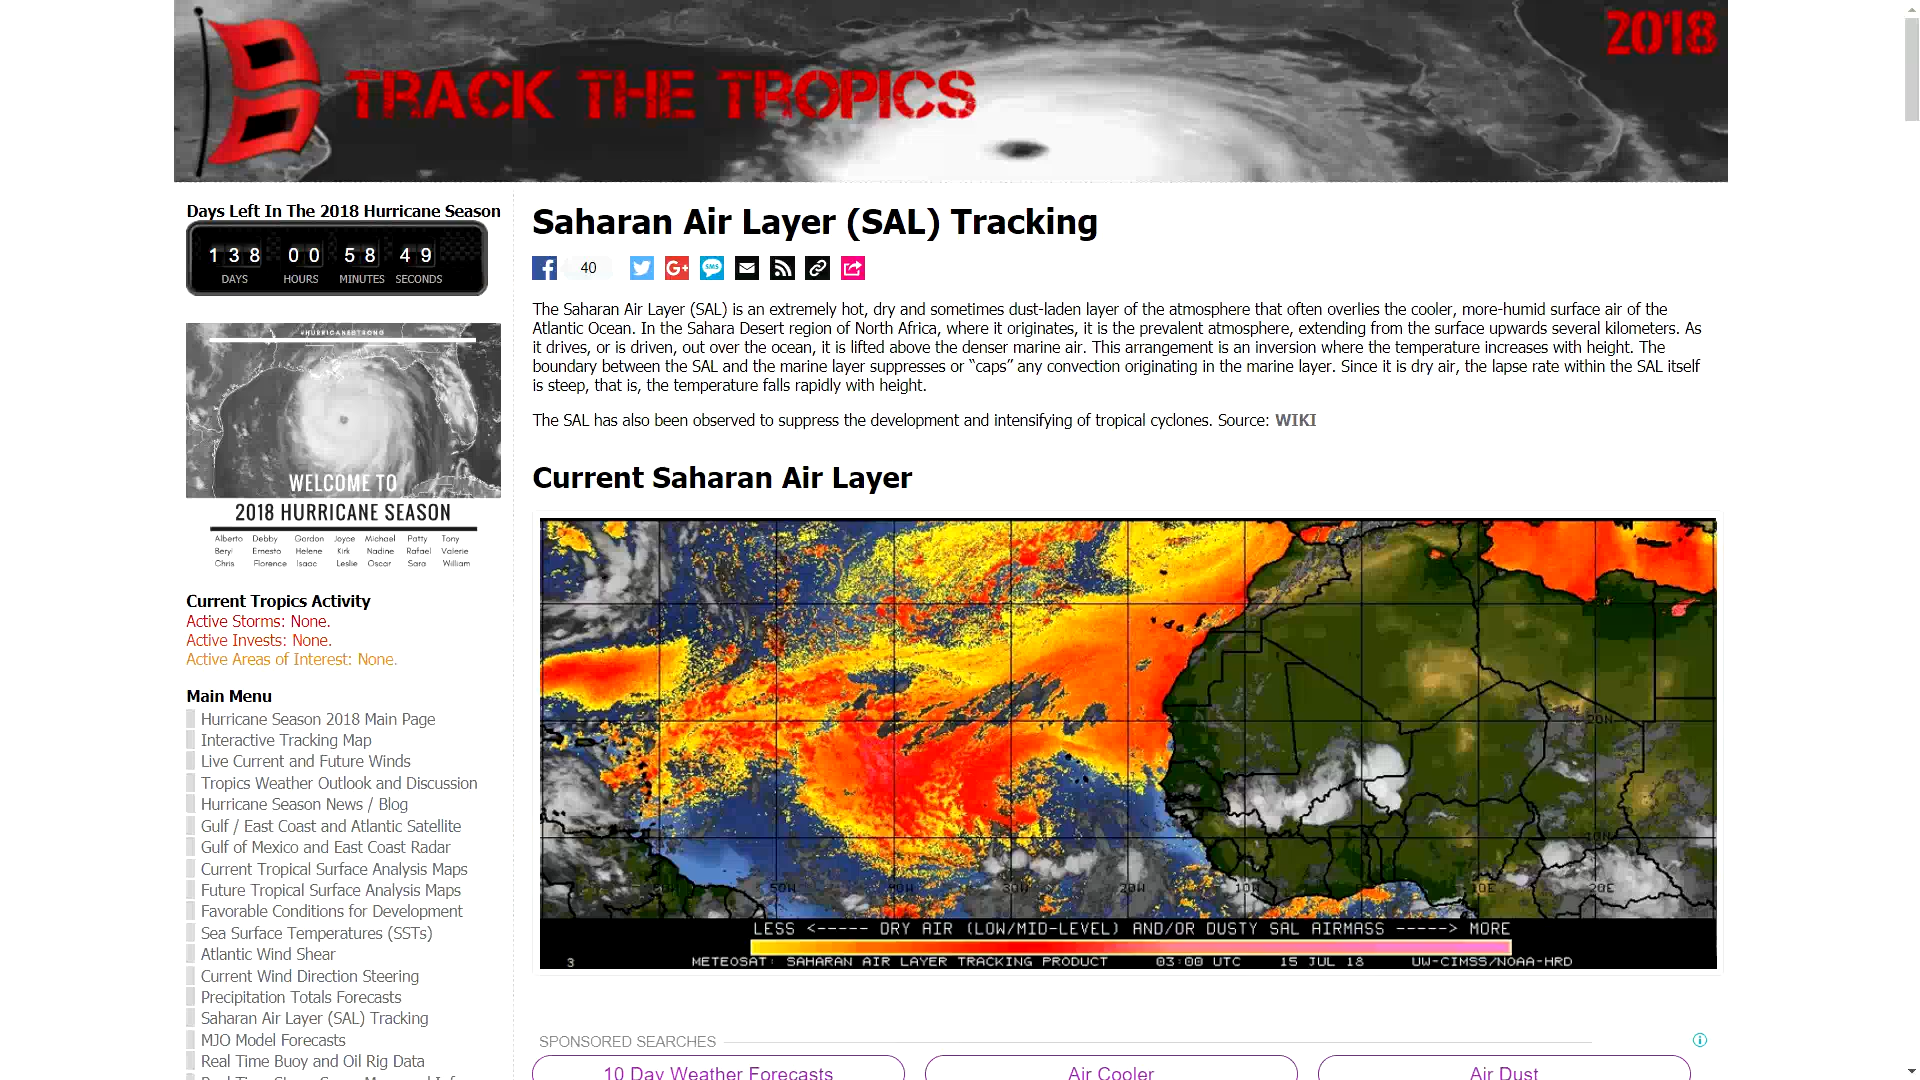 2018
TRACK THE TROPICS
Days Left In The 2018 Hurricane Season
138 00 58 49
DAYS HOURS MINUTES SECONDS
#HURRICANESTRONG
WELCOME TO
2018 HURRICANE SEASON
Alberto Debby Gordon Joyce Michael Patty Tony
Beryl Ernesto Helene Kirk Nadine Rafael Valerie
Chris Florence Isaac Leslie Oscar Sara William
Current Tropics Activity
Active Storms: None.
Active Invests: None.
Active Areas of Interest: None.
Main Menu
Hurricane Season 2018 Main Page
Interactive Tracking Map
Live Current and Future Winds
Tropics Weather Outlook and Discussion
Hurricane Season News / Blog
Gulf / East Coast and Atlantic Satellite
Gulf of Mexico and East Coast Radar
Current Tropical Surface Analysis Maps
Future Tropical Surface Analysis Maps
Favorable Conditions for Development
Sea Surface Temperatures (SSTs)
Atlantic Wind Shear
Current Wind Direction Steering
Precipitation Totals Forecasts
Saharan Air Layer (SAL) Tracking
MJO Model Forecasts
Real Time Buoy and Oil Rig Data
Saharan Air Layer (SAL) Tracking
40
SMS
The Saharan Air Layer (SAL) is an extremely hot, dry and sometimes dust-laden layer of the atmosphere that often overlies the cooler, more-humid surface air of the
Atlantic Ocean. In the Sahara Desert region of North Africa, where it originates, it is the prevalent atmosphere, extending from the surface upwards several kilometers. As
it drives, or is driven, out over the ocean, it is lifted above the denser marine air. This arrangement is an inversion where the temperature increases with height. The
boundary between the SAL and the marine layer suppresses or “caps” any convection originating in the marine layer. Since it is dry air, the lapse rate within the SAL itself
is steep, that is, the temperature falls rapidly with height.
The SAL has also been observed to suppress the development and intensifying of tropical cyclones. Source: WIKI
Current Saharan Air Layer
20N
10N
50W 40W 30W 20W 10W 10E 20E
LESS <----- DRY AIR (LOW/MID-LEVEL) AND/OR DUSTY SAL AIRMASS -----> MORE
3 METEOSAT: SAHARAN AIR LAYER TRACKING PRODUCT 03:00 UTC 15 JUL 18 UW-CIMSS/NOAA-HRD
SPONSORED SEARCHES
10 Day Weather Forecasts
Air Cooler
Air Dust